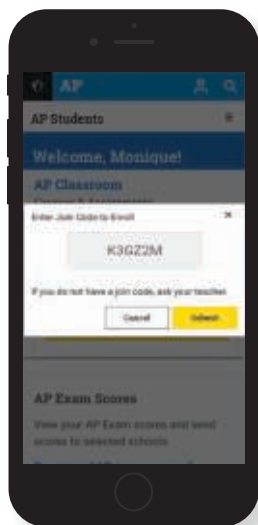 AP
AP Students
Welcome, Monique!
AP Classroom
Enter Join Code to Enroll
K3GZ2M
If you do not have a join code, ask your teacher.
Cancel
Submit
AP Exam Scores
View your AP Exam scores and send
scores to selected schools